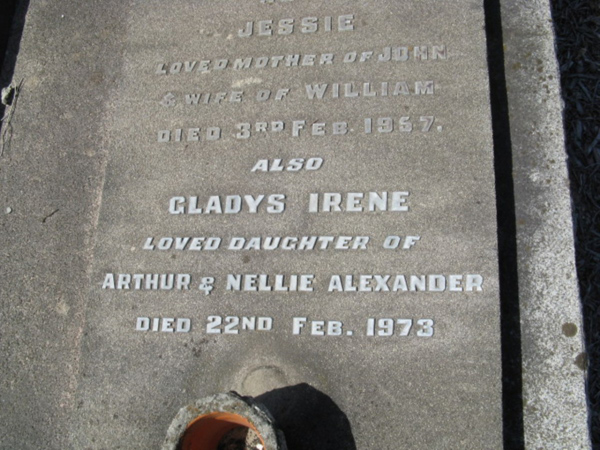 JESSIE
LOVED MOTHER OF JOHN
& WIFE OF WILLIAM
DIED 3RD FEB. 1957.
ALSO
GLADYS IRENE
LOVED DAUGHTER OF
ARTHUR & NELLIE ALEXANDER
DIED 22ND FEB. 1973